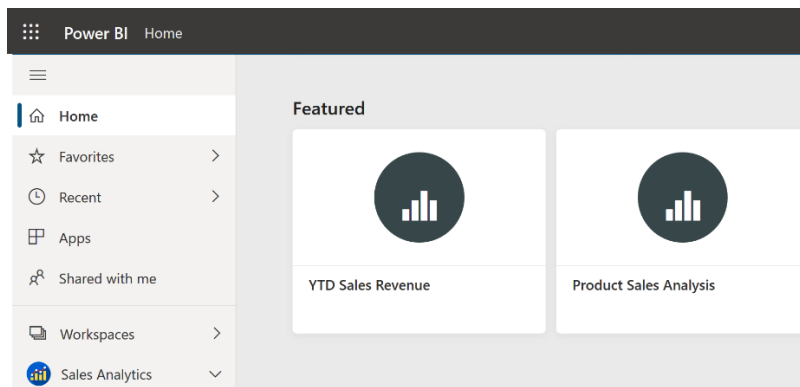 Power BI Home
Home
Favorites
Recent
Apps
Shared with me
Workspaces
Sales Analytics
Featured
YTD Sales Revenue
Product Sales Analysis